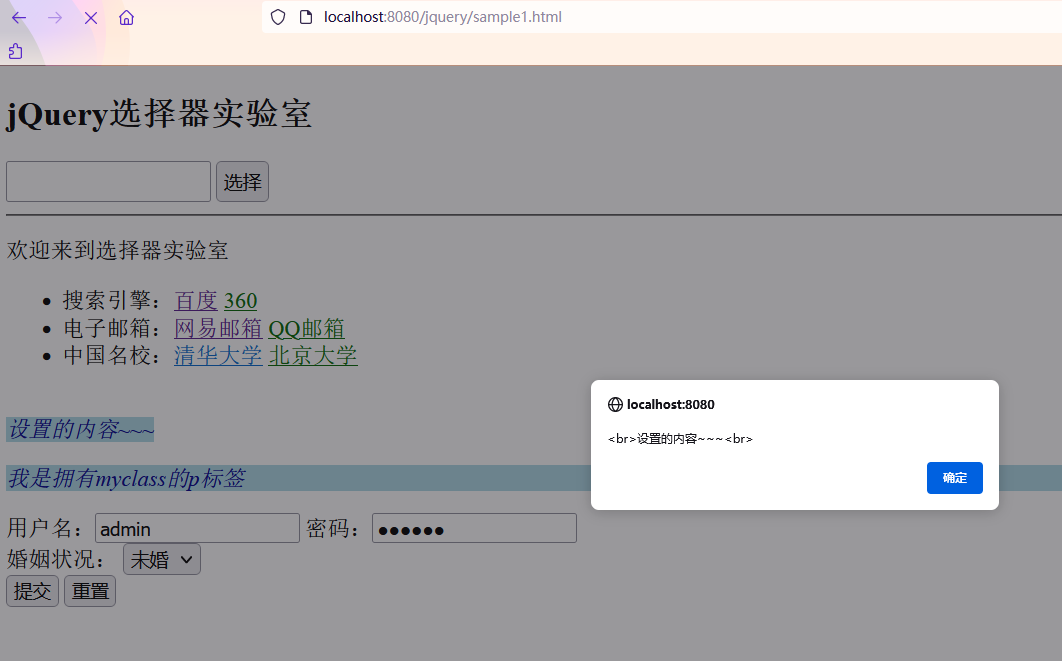 localhost:8080/jquery/sample1.html
jQuery选择器实验室
选择
欢迎来到选择器实验室
搜索引擎：百度 360
电子邮箱：网易邮箱 QQ邮箱
中国名校：清华大学 北京大学
设置的内容~~~
我是拥有myclass的p标签
localhost:8080
<br>设置的内容~~~<br>
确定
用户名：admin 密码：●●●●●●
婚姻状况：未婚
提交 重置